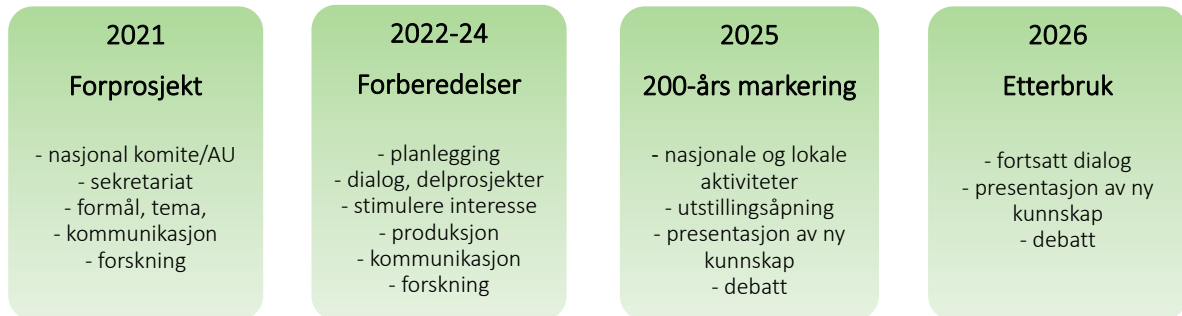 2021
Forprosjekt
- nasjonal komite/AU
- sekretariat
- formål, tema,
- kommunikasjon
- forskning
2022-24
Forberedelser
- planlegging
- dialog, delprosjekter
- stimulere interesse
- produksjon
- kommunikasjon
- forskning
2025
200-års markering
- nasjonale og lokale
aktiviteter
- utstillingsåpning
- presentasjon av ny
kunnskap
- debatt
2026
Etterbruk
- fortsatt dialog
- presentasjon av ny
kunnskap
- debatt